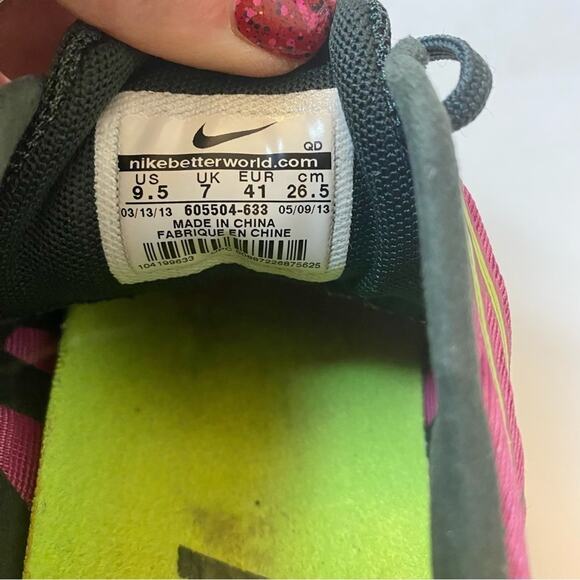 QD
nikebetterworld.com
US UK EUR cm
9.5 7 41 26.5
03/13/13 605504-633 05/09/13
MADE IN CHINA
FABRIQUE EN CHINE
104199633